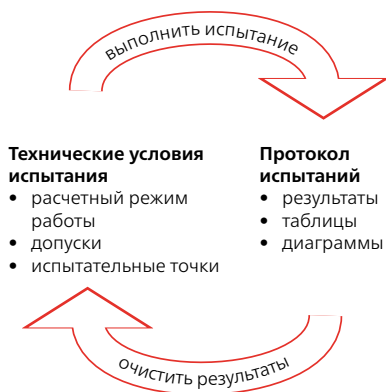 выполнить испытание
Технические условия
испытания
• расчетный режим
работы
• допуски
• испытательные точки
Протокол
испытаний
• результаты
• таблицы
• диаграммы
очистить результаты